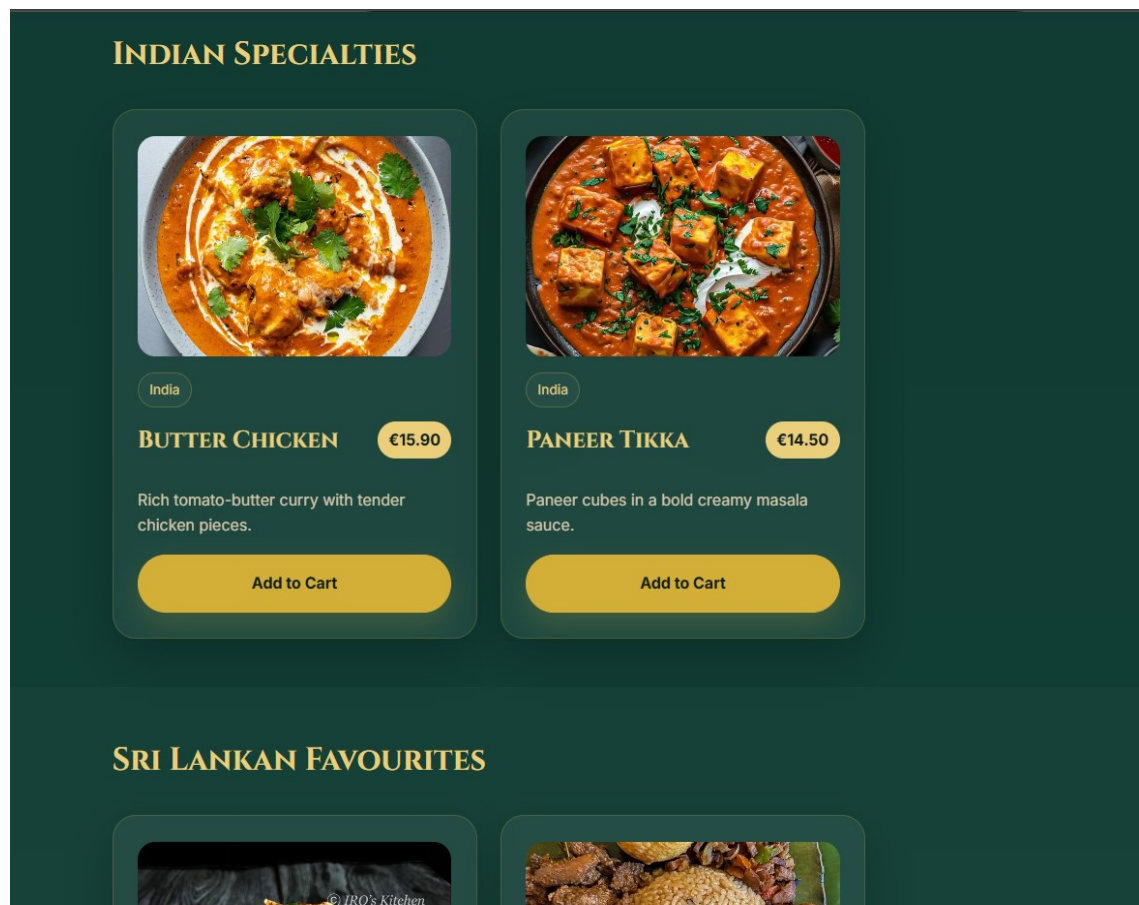 Indian Specialties
India
Butter Chicken
€15.90
Rich tomato-butter curry with tender
chicken pieces.
Add to Cart
India
Paneer Tikka
€14.50
Paneer cubes in a bold creamy masala
sauce.
Add to Cart
Sri Lankan Favourites
© IRO's Kitchen